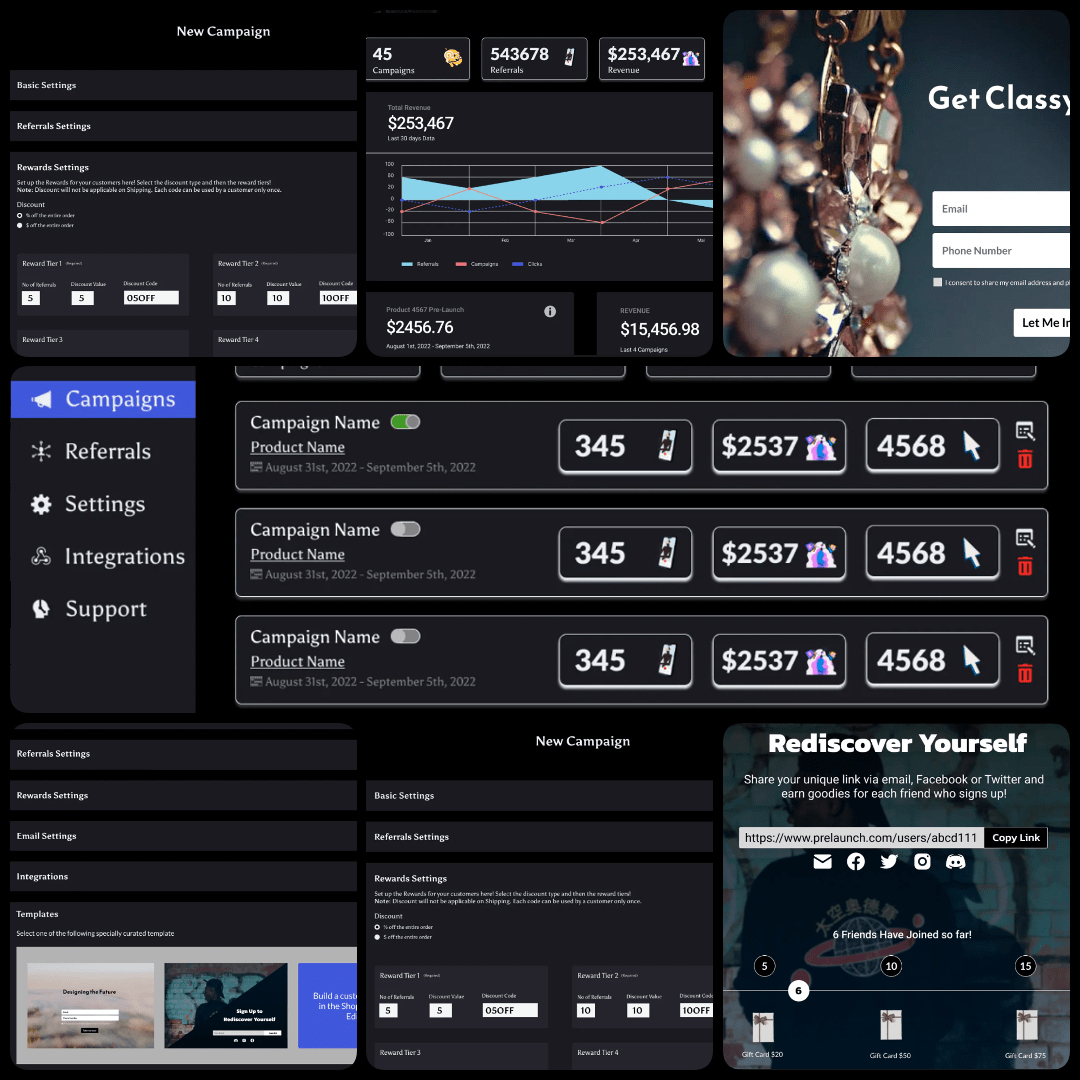 New Campaign
Basic Settings
Referrals Settings
Rewards Settings
Set up the Rewards for your customers here! Select the discount type and then the reward tiers!
Note: Discount will not be applicable on Shipping. Each code can be used by a customer only once.
Discount
% off the entire order
$ off the entire order
Reward Tier 1 (Required)
Reward Tier 2 (Required)
No of Referrals
Discount Value
Discount Code
No of Referrals
Discount Value
Discount Code
5
5
05OFF
10
10
10OFF
Reward Tier 3
Reward Tier 4
45
Campaigns
543678
Referrals
$253,467
Revenue
Total Revenue
$253,467
Last 30 days Data
100
80
20
0
-20
-60
-100
Jan
Feb
Mar
Apr
Mai
Referrals
Campaigns
Clicks
Product 4567 Pre-Launch
$2456.76
August 1st, 2022 - September 5th, 2022
REVENUE
$15,456.98
Last 4 Campaigns
Get Classy
Email
Phone Number
I consent to share my email address and
Let Me In
Campaigns
Referrals
Settings
Integrations
Support
Campaign Name
Product Name
August 31st, 2022 - September 5th, 2022
345
$2537
4568
Campaign Name
Product Name
August 31st, 2022 - September 5th, 2022
345
$2537
4568
Campaign Name
Product Name
August 31st, 2022 - September 5th, 2022
345
$2537
4568
Referrals Settings
Rewards Settings
Email Settings
Integrations
Templates
Select one of the following specially curated template
Designing the Future
Sign Up to
Rediscover Yourself
Build a
in the
New Campaign
Basic Settings
Referrals Settings
Rewards Settings
Set up the Rewards for your customers here! Select the discount type and then the reward tiers!
Note: Discount will not be applicable on Shipping. Each code can be used by a customer only once.
Discount
% off the entire order
$ off the entire order
Reward Tier 1 (Required)
Reward Tier 2 (Required)
No of Referrals
Discount Value
Discount Code
No of Referrals
Discount Value
Discount Code
5
5
05OFF
10
10
10OFF
Reward Tier 3
Reward Tier 4
Rediscover Yourself
Share your unique link via email, Facebook or Twitter and
earn goodies for each friend who signs up!
https://www.prelaunch.com/users/abcd111
Copy Link
太空奥德赛
6 Friends Have Joined so far!
5
10
15
6
Gift Card $20
Gift Card $50
Gift Card $75